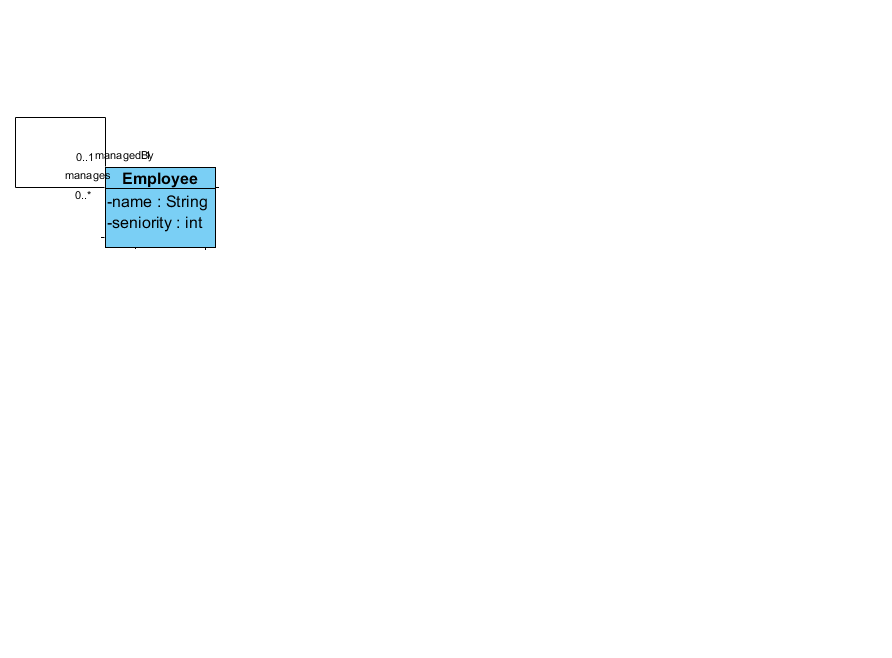 0..1 managedBy
manages
Employee
0..*
-name : String
-seniority : int